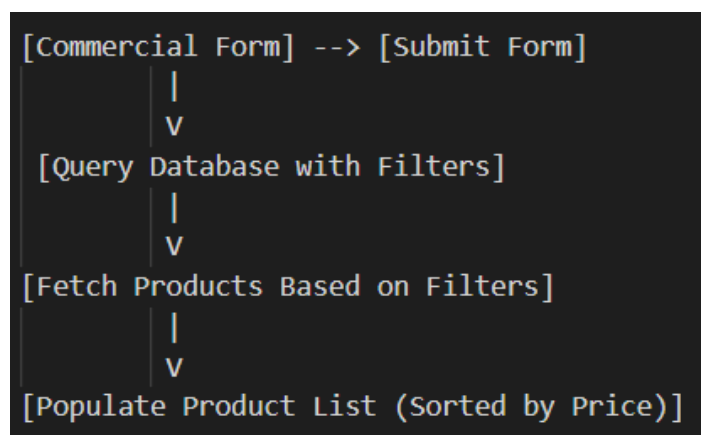 [Commercial Form] --> [Submit Form]
|
v
[Query Database with Filters]
|
v
[Fetch Products Based on Filters]
|
v
[Populate Product List (Sorted by Price)]